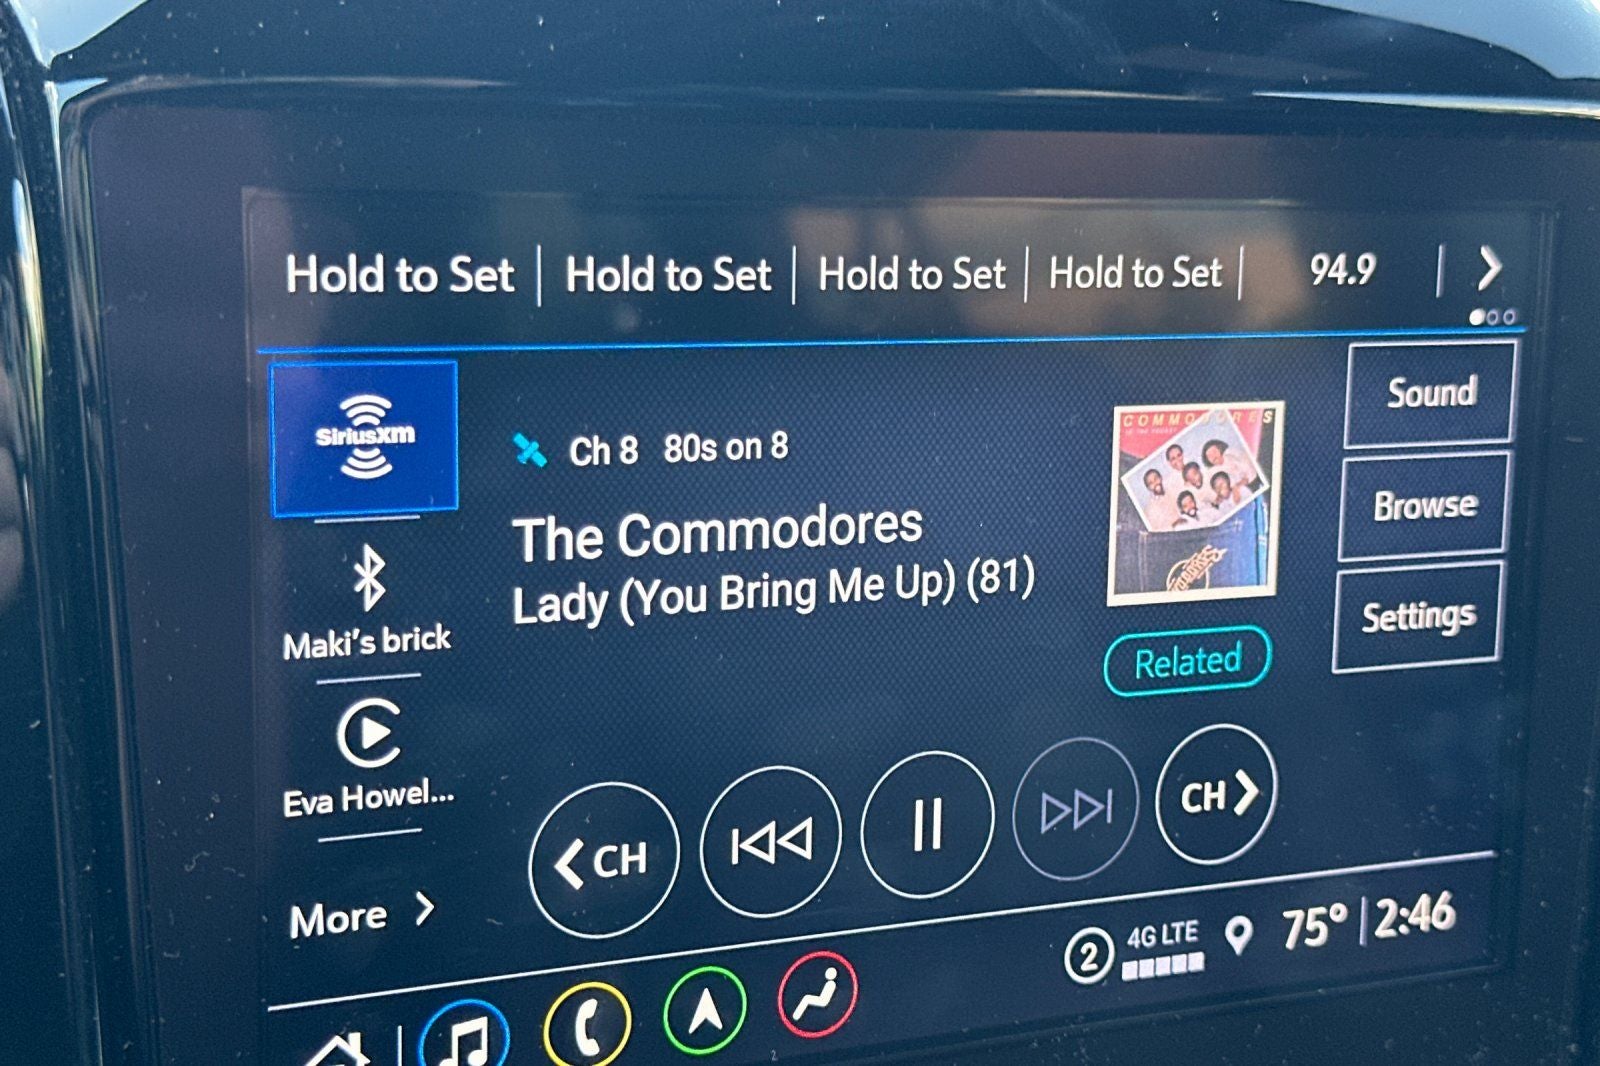 Hold to Set | Hold to Set | Hold to Set | Hold to Set | 94.9 |
SiriusXM
Ch 8 80s on 8
The Commodores
Lady (You Bring Me Up) (81)
COMMODORES
Maki's brick
Eva Howel...
More
Related
Sound
Browse
Settings
CH
CH
2 4G LTE 75° | 2:46